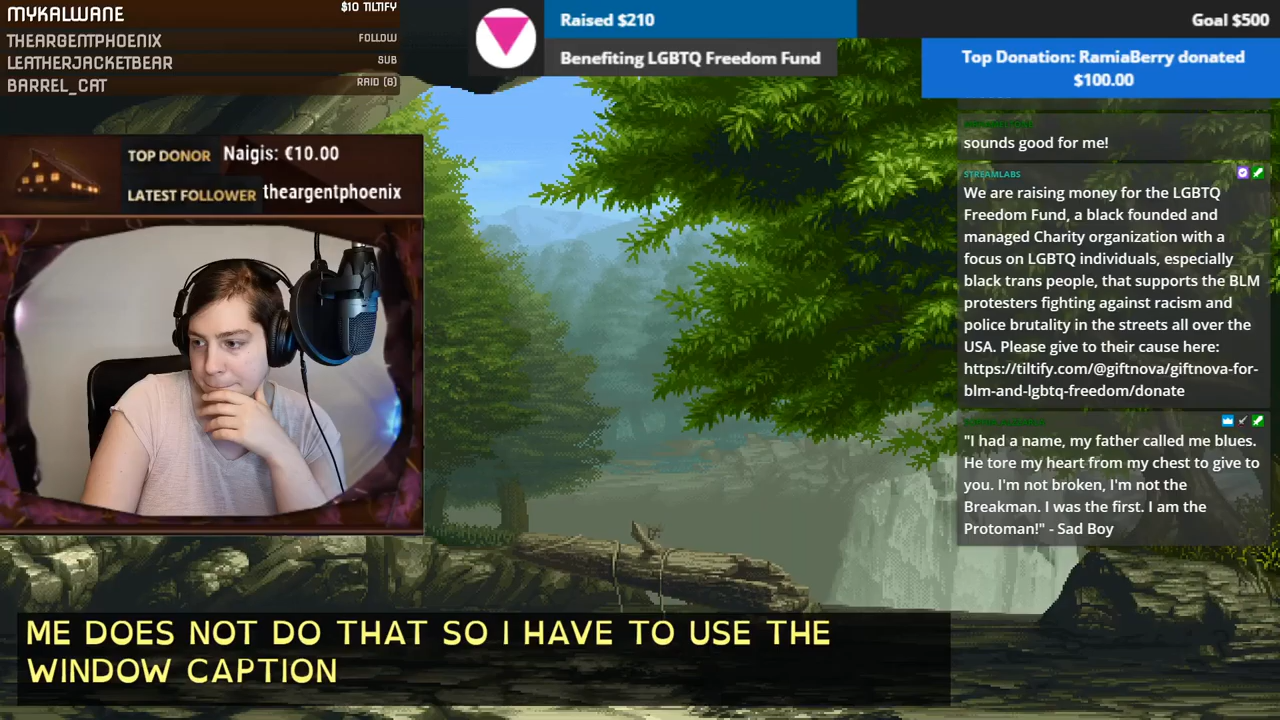 MYKALWANE $10 TILTIFY
THEARGENTPHOENIX FOLLOW
LEATHERJACKETBEAR SUB
BARREL_CAT RAID (6)
Raised $210
Goal $500
Benefiting LGBTQ Freedom Fund
Top Donation: RamiaBerry donated
$100.00
TOP DONOR Naigis: €10.00
LATEST FOLLOWER theargentphoenix
sounds good for me!
STREAMLABS
We are raising money for the LGBTQ
Freedom Fund, a black founded and
managed Charity organization with a
focus on LGBTQ individuals, especially
black trans people, that supports the BLM
protesters fighting against racism and
police brutality in the streets all over the
USA. Please give to their cause here:
https://tiltify.com/@giftnova/giftnova-for-
blm-and-lgbtq-freedom/donate
"I had a name, my father called me blues.
He tore my heart from my chest to give to
you. I'm not broken, I'm not the
Breakman. I was the first. I am the
Protoman!" - Sad Boy
ME DOES NOT DO THAT SO I HAVE TO USE THE
WINDOW CAPTION